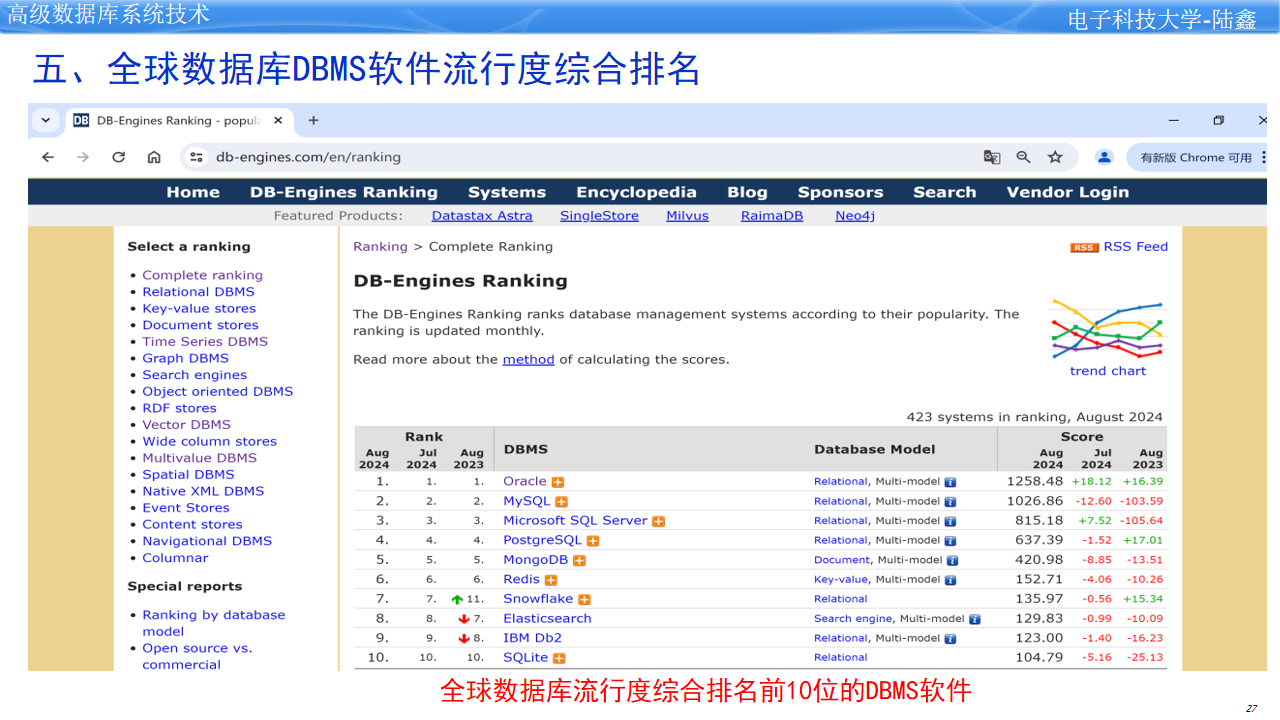 高级数据库系统技术
电子科技大学-陆鑫
五、全球数据库DBMS软件流行度综合排名
DB-Engines Ranking - popul
db-engines.com/en/ranking
有新版 Chrome 可用
Home DB-Engines Ranking Systems Encyclopedia Blog Sponsors Search Vendor Login
Featured Products: Datastax Astra SingleStore Milvus RaimaDB Neo4j
Select a ranking
Complete ranking
Relational DBMS
Key-value stores
Document stores
Time Series DBMS
Graph DBMS
Search engines
Object oriented DBMS
RDF stores
Vector DBMS
Wide column stores
Multivalue DBMS
Spatial DBMS
Native XML DBMS
Event Stores
Content stores
Navigational DBMS
Columnar
Special reports
Ranking by database
model
Open source vs.
commercial
Ranking > Complete Ranking
RSS RSS Feed
DB-Engines Ranking
The DB-Engines Ranking ranks database management systems according to their popularity. The
ranking is updated monthly.
Read more about the method of calculating the scores.
trend chart
423 systems in ranking, August 2024
Rank DBMS Database Model Score
Aug Jul Aug Aug Jul Aug
2024 2024 2023 2024 2024 2023
1. 1. 1. Oracle Relational, Multi-model 1258.48 +18.12 +16.39
2. 2. 2. MySQL Relational, Multi-model 1026.86 -12.60 -103.59
3. 3. 3. Microsoft SQL Server Relational, Multi-model 815.18 +7.52 -105.64
4. 4. 4. PostgreSQL Relational, Multi-model 637.39 -1.52 +17.01
5. 5. 5. MongoDB Document, Multi-model 420.98 -8.85 -13.51
6. 6. 6. Redis Key-value, Multi-model 152.71 -4.06 -10.26
7. 7. 11. Snowflake Relational 135.97 -0.56 +15.34
8. 8. 7. Elasticsearch Search engine, Multi-model 129.83 -0.99 -10.09
9. 9. 8. IBM Db2 Relational, Multi-model 123.00 -1.40 -16.23
10. 10. 10. SQLite Relational 104.79 -5.16 -25.13
全球数据库流行度综合排名前10位的DBMS软件
27